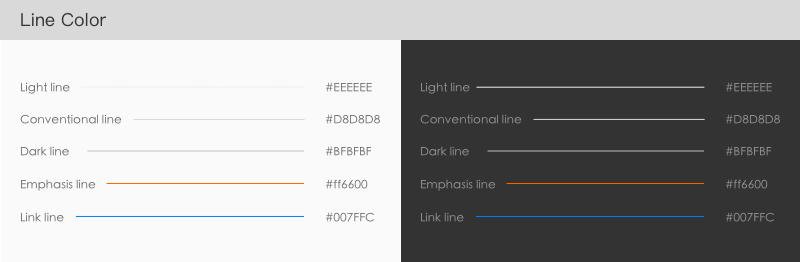 Line Color
Light line #EEEEEE
Conventional line #D8D8D8
Dark line #BFBFBF
Emphasis line #ff6600
Link line #007FFC
Light line #EEEEEE
Conventional line #D8D8D8
Dark line #BFBFBF
Emphasis line #ff6600
Link line #007FFC